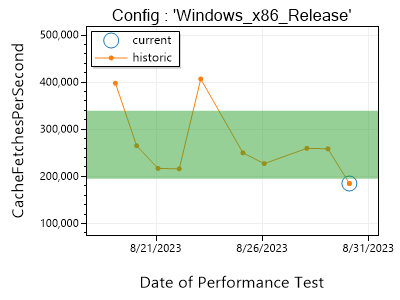 Config : 'Windows_x86_Release'
CacheFetchesPerSecond
500,000
400,000
300,000
200,000
100,000
current
historic
8/21/2023
8/26/2023
8/31/2023
Date of Performance Test